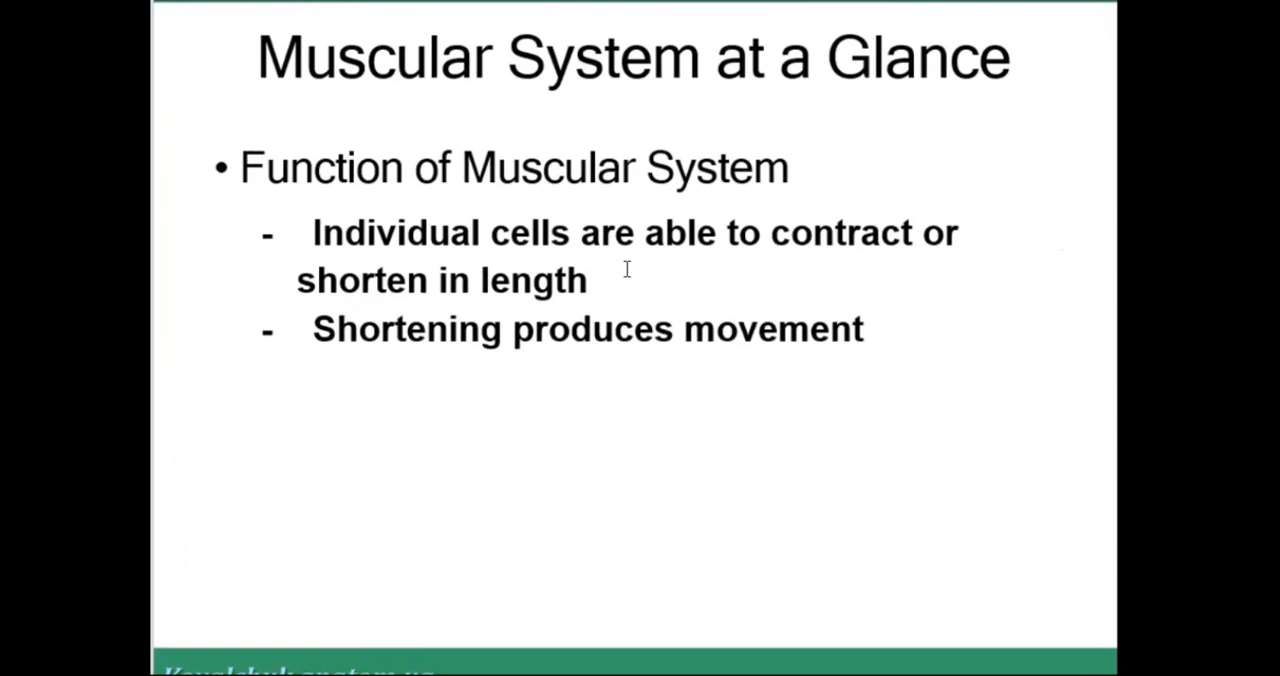 Muscular System at a Glance
• Function of Muscular System
- Individual cells are able to contract or
shorten in length
- Shortening produces movement